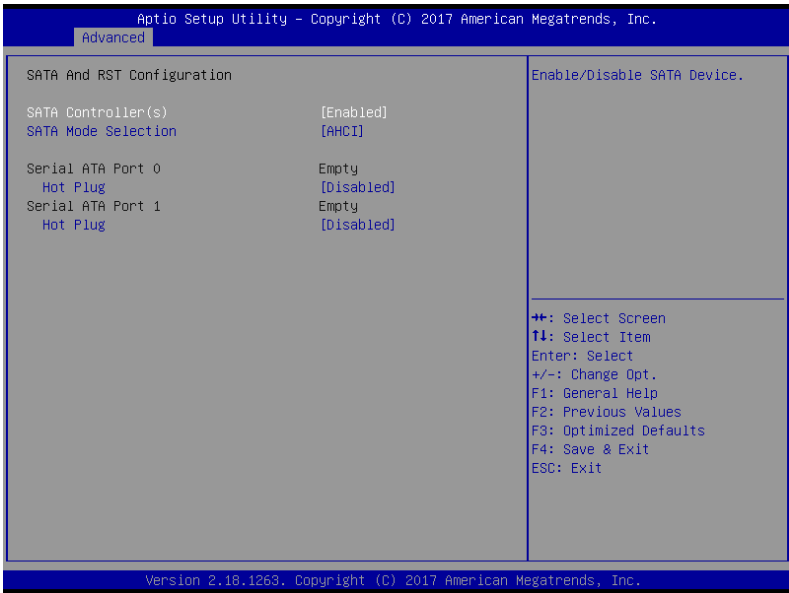 Aptio Setup Utility – Copyright (C) 2017 American Megatrends, Inc.
Advanced
SATA And RST Configuration
SATA Controller(s) [Enabled]
SATA Mode Selection [AHCI]
Serial ATA Port 0 Empty
Hot Plug [Disabled]
Serial ATA Port 1 Empty
Hot Plug [Disabled]
Enable/Disable SATA Device.
→←: Select Screen
↑↓: Select Item
Enter: Select
+/-: Change Opt.
F1: General Help
F2: Previous Values
F3: Optimized Defaults
F4: Save & Exit
ESC: Exit
Version 2.18.1263. Copyright (C) 2017 American Megatrends, Inc.